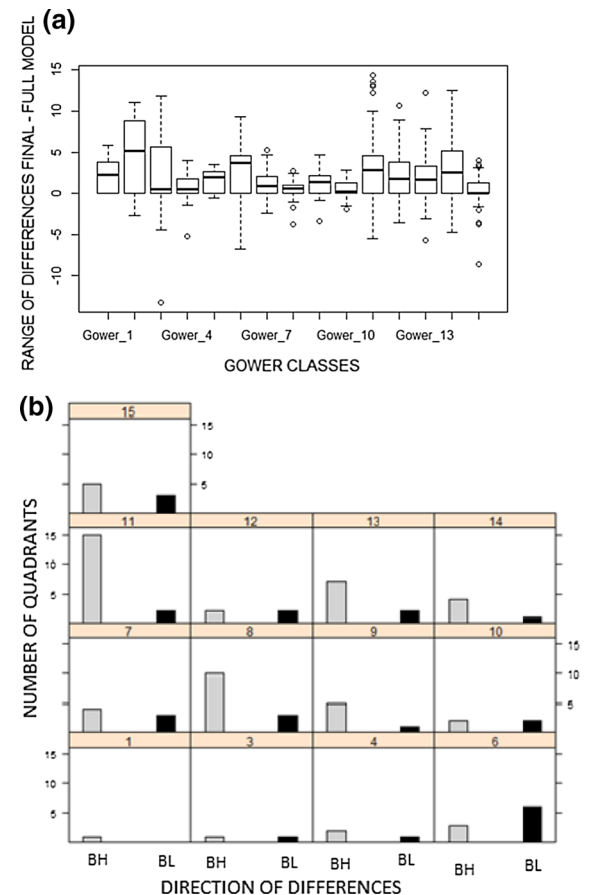 (a)
RANGE OF DIFFERENCES FINAL - FULL MODEL
15
10
5
0
-5
-10
Gower_1 Gower_4 Gower_7 Gower_10 Gower_13
GOWER CLASSES
(b)
NUMBER OF QUADRANTS
15
15
10
5
11 12 13 14
15
10
5
7 8 9 10
15
10
5
1 3 4 6
15
10
5
BH BL BH BL BH BL BH BL
DIRECTION OF DIFFERENCES